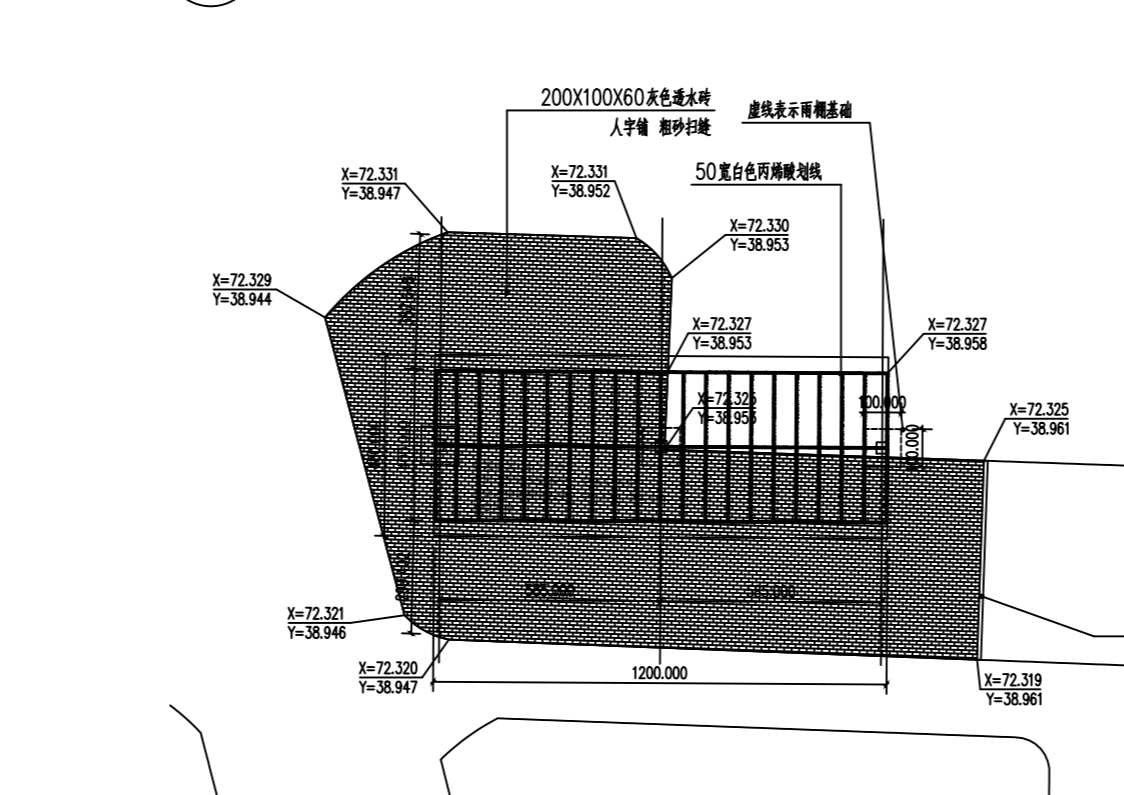 200X100X60灰色透水砖
人字铺 粗砂扫缝
虚线表示雨棚基础
50宽白色丙烯酸划线
X=72.331
Y=38.947
X=72.331
Y=38.952
X=72.330
Y=38.953
X=72.329
Y=38.944
X=72.327
Y=38.953
X=72.327
Y=38.958
100.000
X=72.325
Y=38.961
X=72.321
Y=38.946
X=72.320
Y=38.947
1200.000
X=72.319
Y=38.961